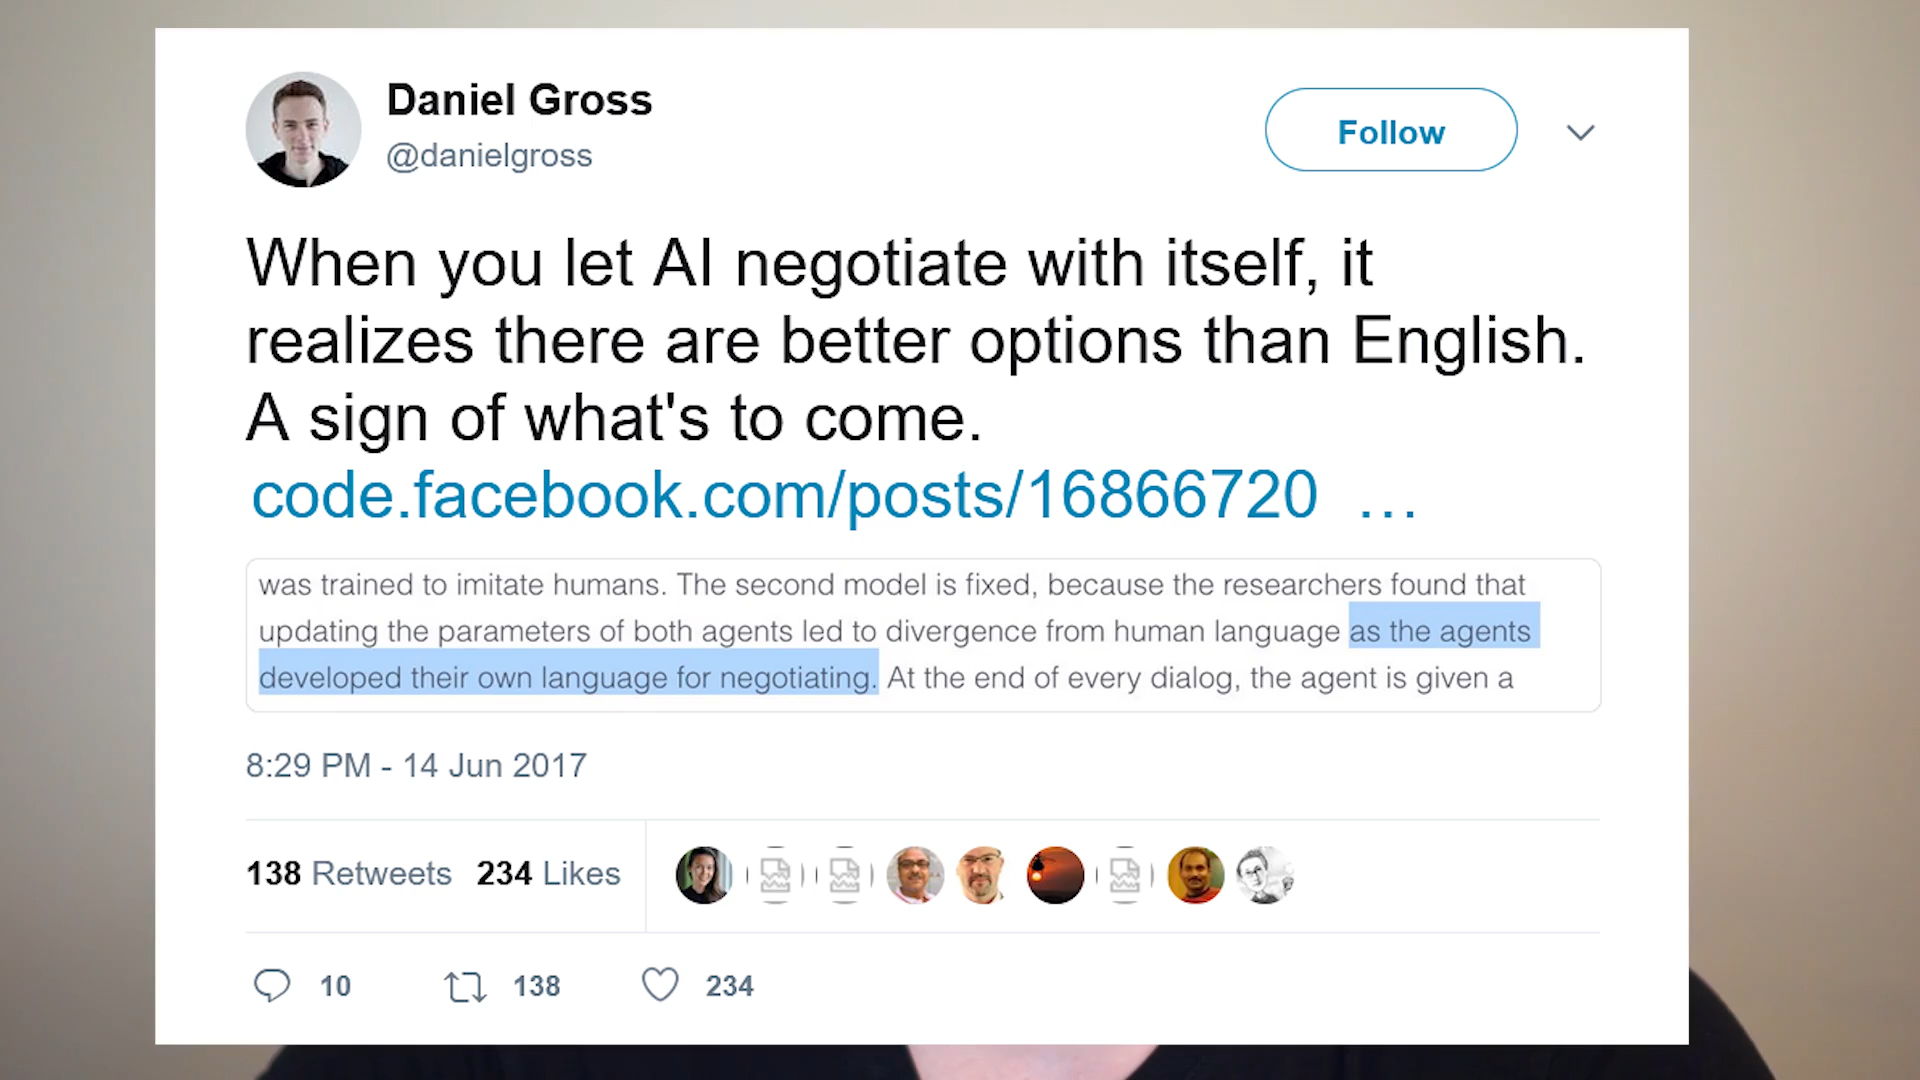 Daniel Gross
@danielgross
Follow
When you let AI negotiate with itself, it
realizes there are better options than English.
A sign of what's to come.
code.facebook.com/posts/16866720 …
was trained to imitate humans. The second model is fixed, because the researchers found that
updating the parameters of both agents led to divergence from human language as the agents
developed their own language for negotiating. At the end of every dialog, the agent is given a
8:29 PM - 14 Jun 2017
138 Retweets 234 Likes
10 138 234